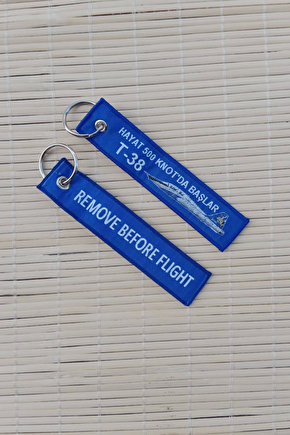 HAYAT 500 KNOT'DA BAŞLAR
T-38
REMOVE BEFORE FLIGHT